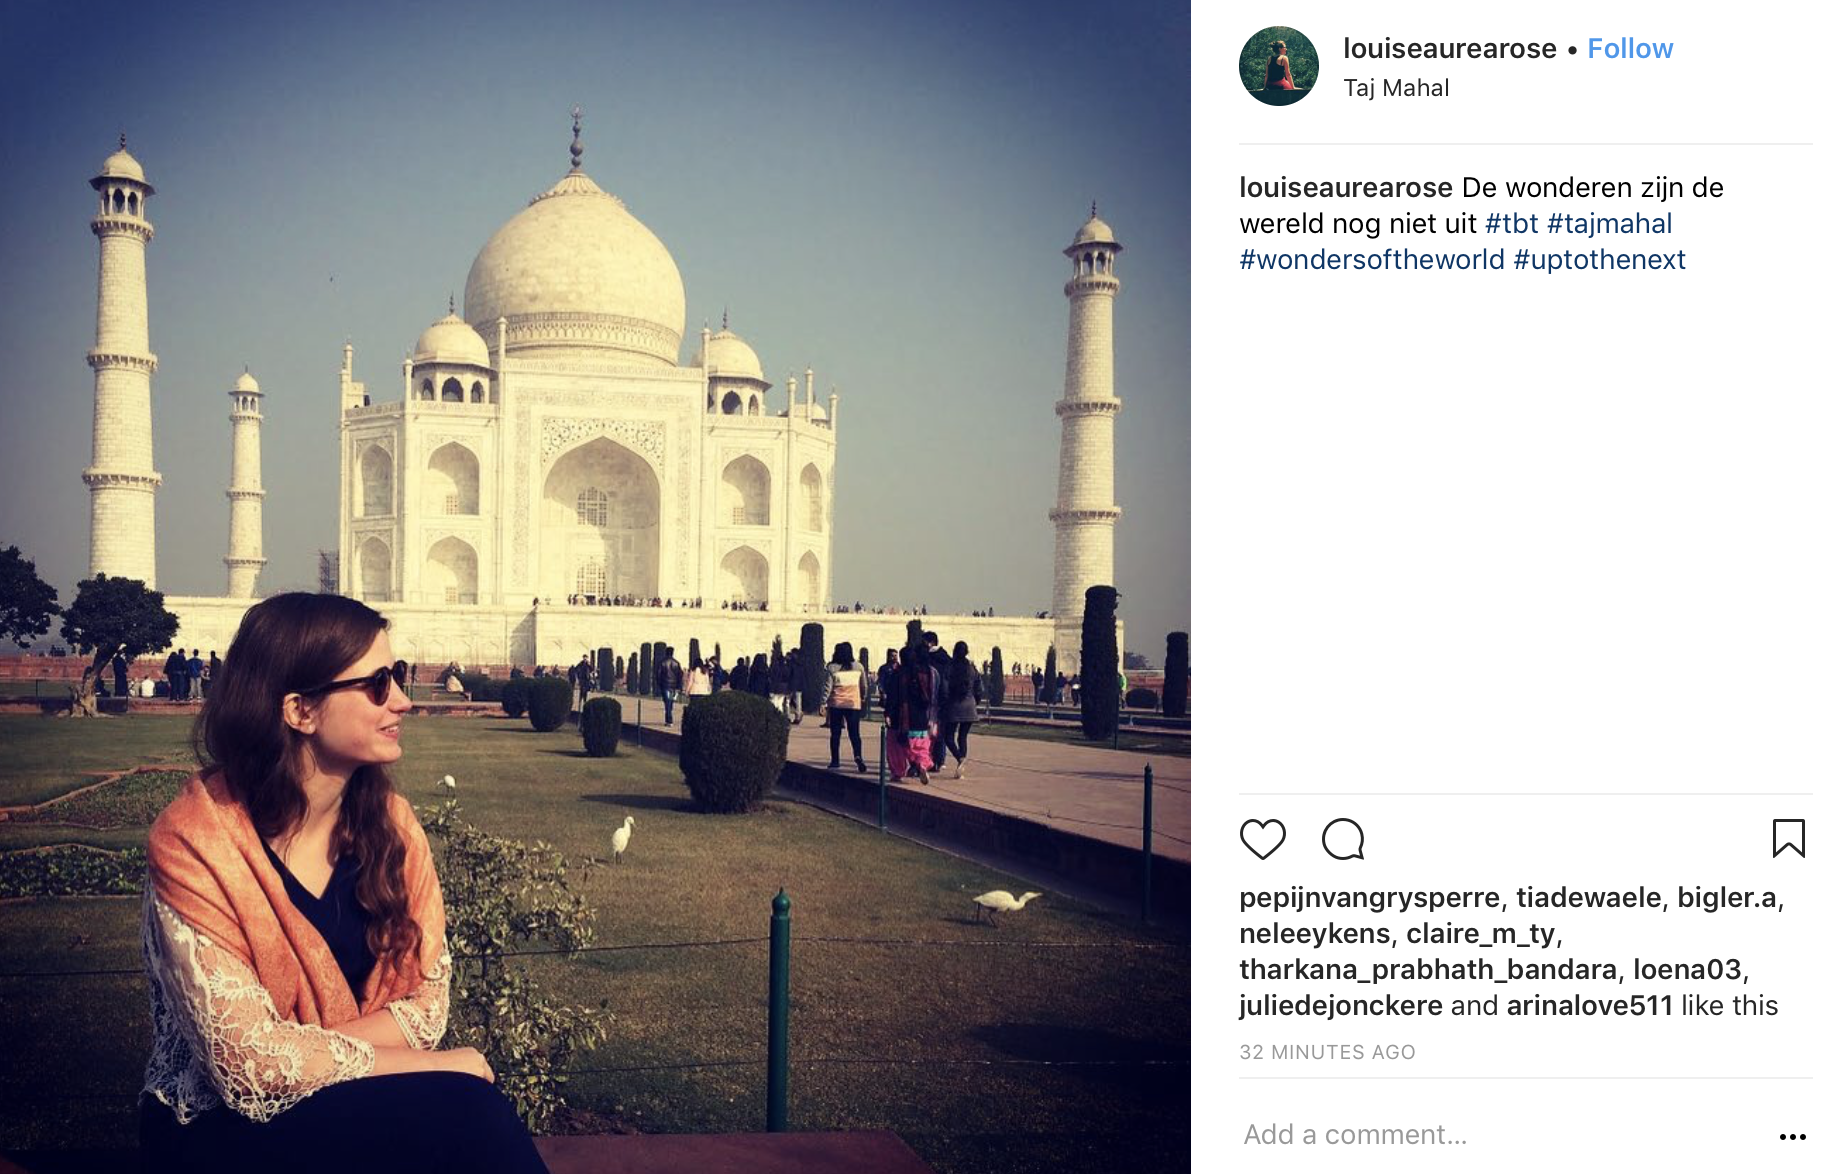 louiseaurearose • Follow
Taj Mahal
louiseaurearose De wonderen zijn de
wereld nog niet uit #tbt #tajmahal
#wondersoftheworld #uptothenext
pepijnvangrysperre, tiadewaele, bigler.a,
neleeykens, claire_m_ty,
tharkana_prabhath_bandara, loena03,
juliedejonckere and arinalove511 like this
32 MINUTES AGO
Add a comment...